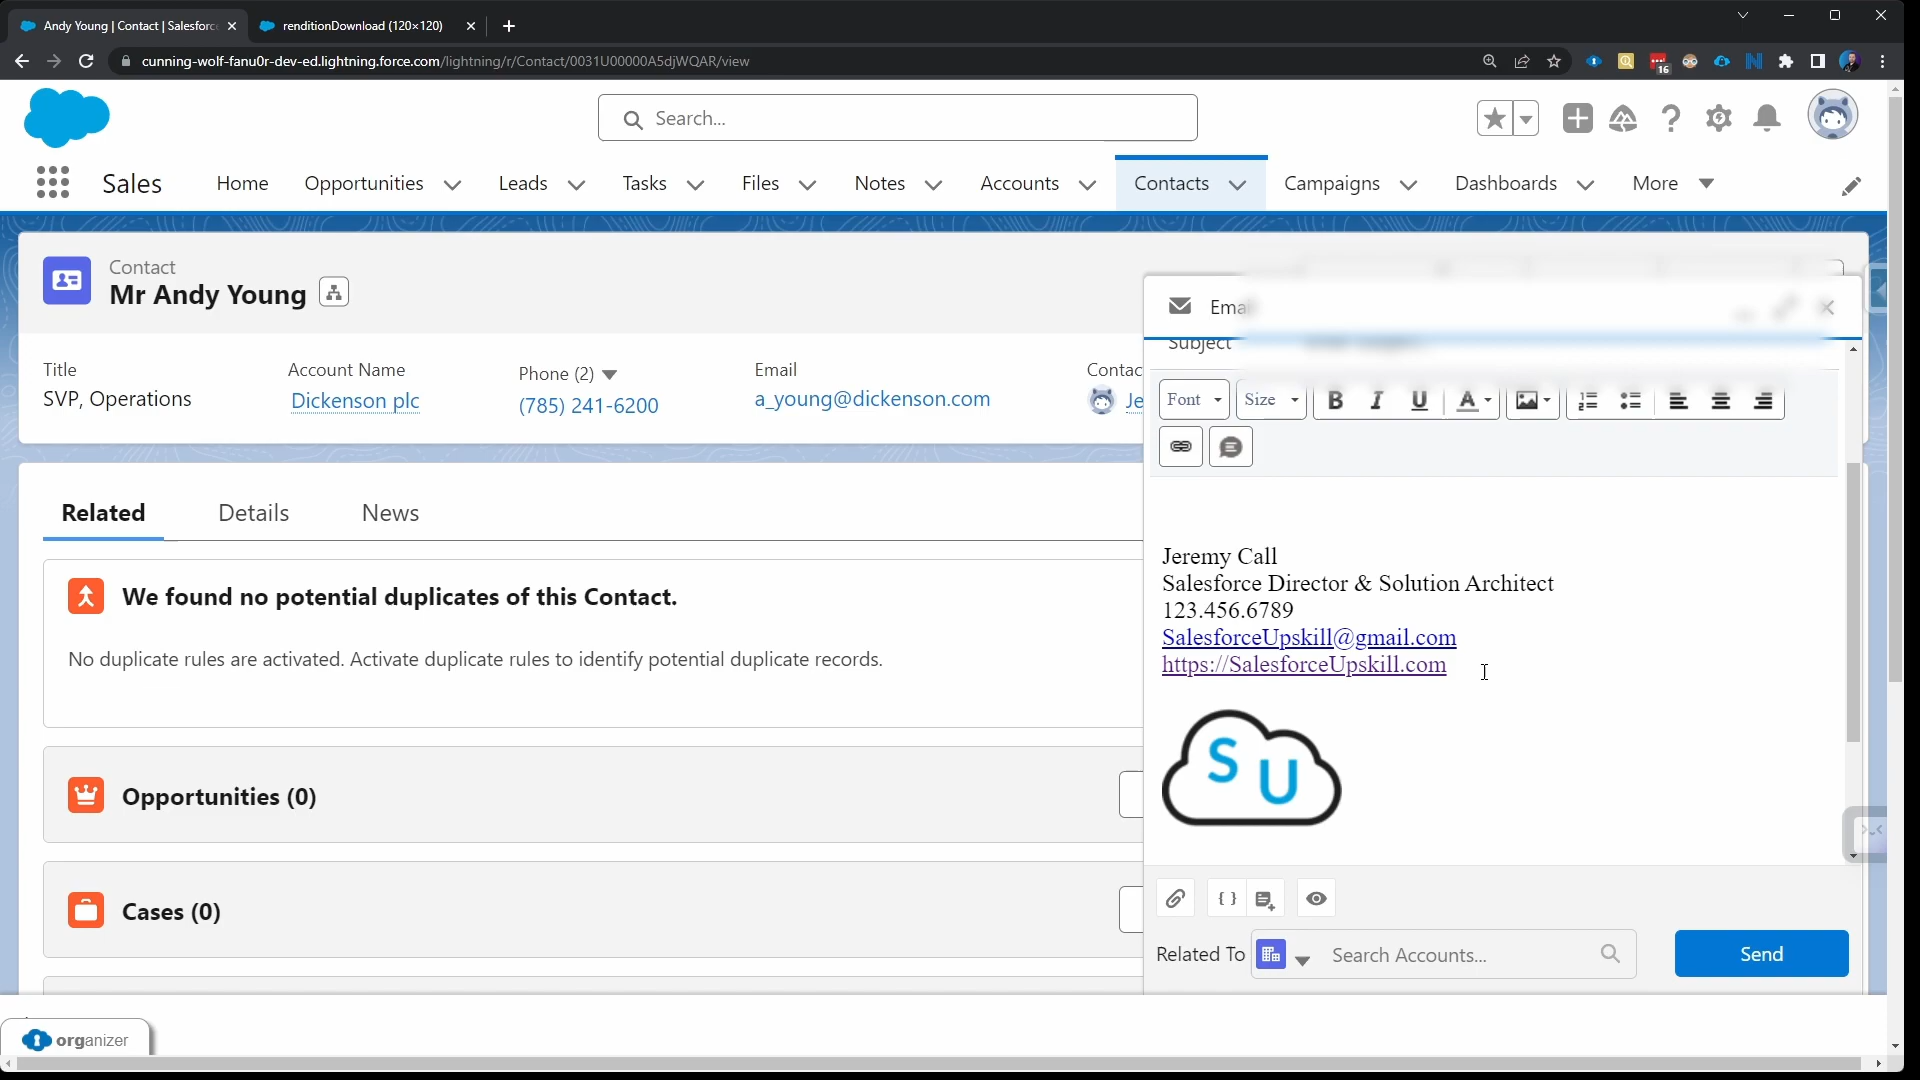 Andy Young | Contact | Salesforc
renditionDownload (120×120)
cunning-wolf-fanu0r-dev-ed.lightning.force.com/lightning/r/Contact/0031U00000A5djWQAR/view
16
Search...
Sales
Home
Opportunities
Leads
Tasks
Files
Notes
Accounts
Contacts
Campaigns
Dashboards
More
Contact
Mr Andy Young
Title
SVP, Operations
Account Name
Dickenson plc
Phone (2)
(785) 241-6200
Email
a_young@dickenson.com
Contac
Je
Related
Details
News
We found no potential duplicates of this Contact.
No duplicate rules are activated. Activate duplicate rules to identify potential duplicate records.
Opportunities (0)
Cases (0)
Emai
Subject
Font
Size
B I U A
Jeremy Call
Salesforce Director & Solution Architect
123.456.6789
SalesforceUpskill@gmail.com
https://SalesforceUpskill.com
S U
{ }
Related To
Search Accounts...
Send
organizer